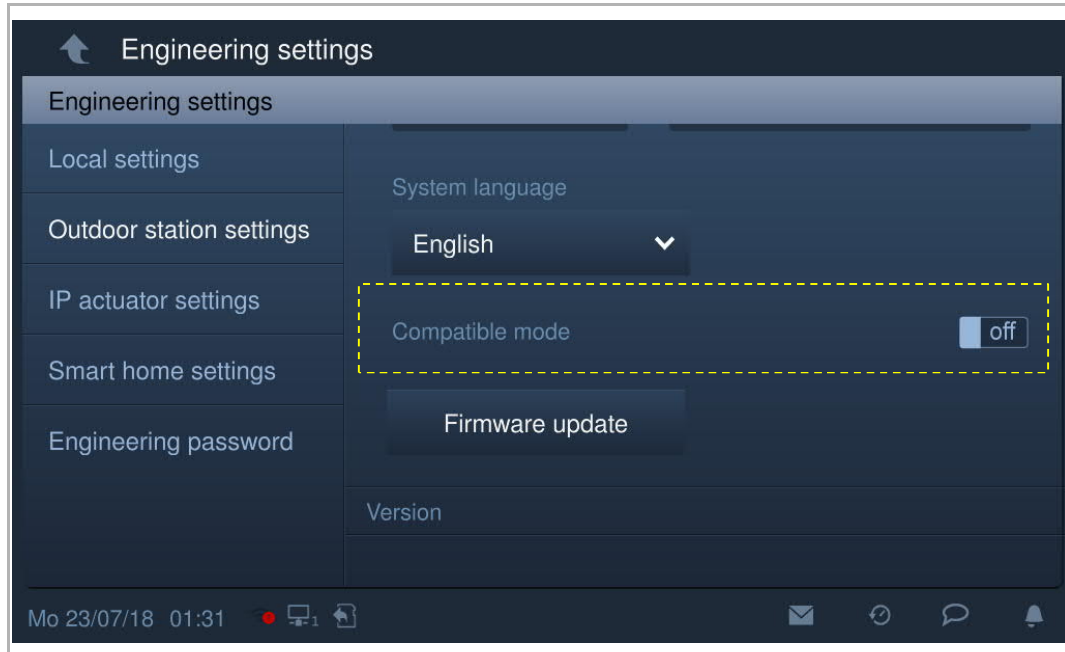 Engineering settings
Engineering settings
Local settings
Outdoor station settings
IP actuator settings
Smart home settings
Engineering password
System language
English
Compatible mode
off
Firmware update
Version
Mo 23/07/18 01:31
1